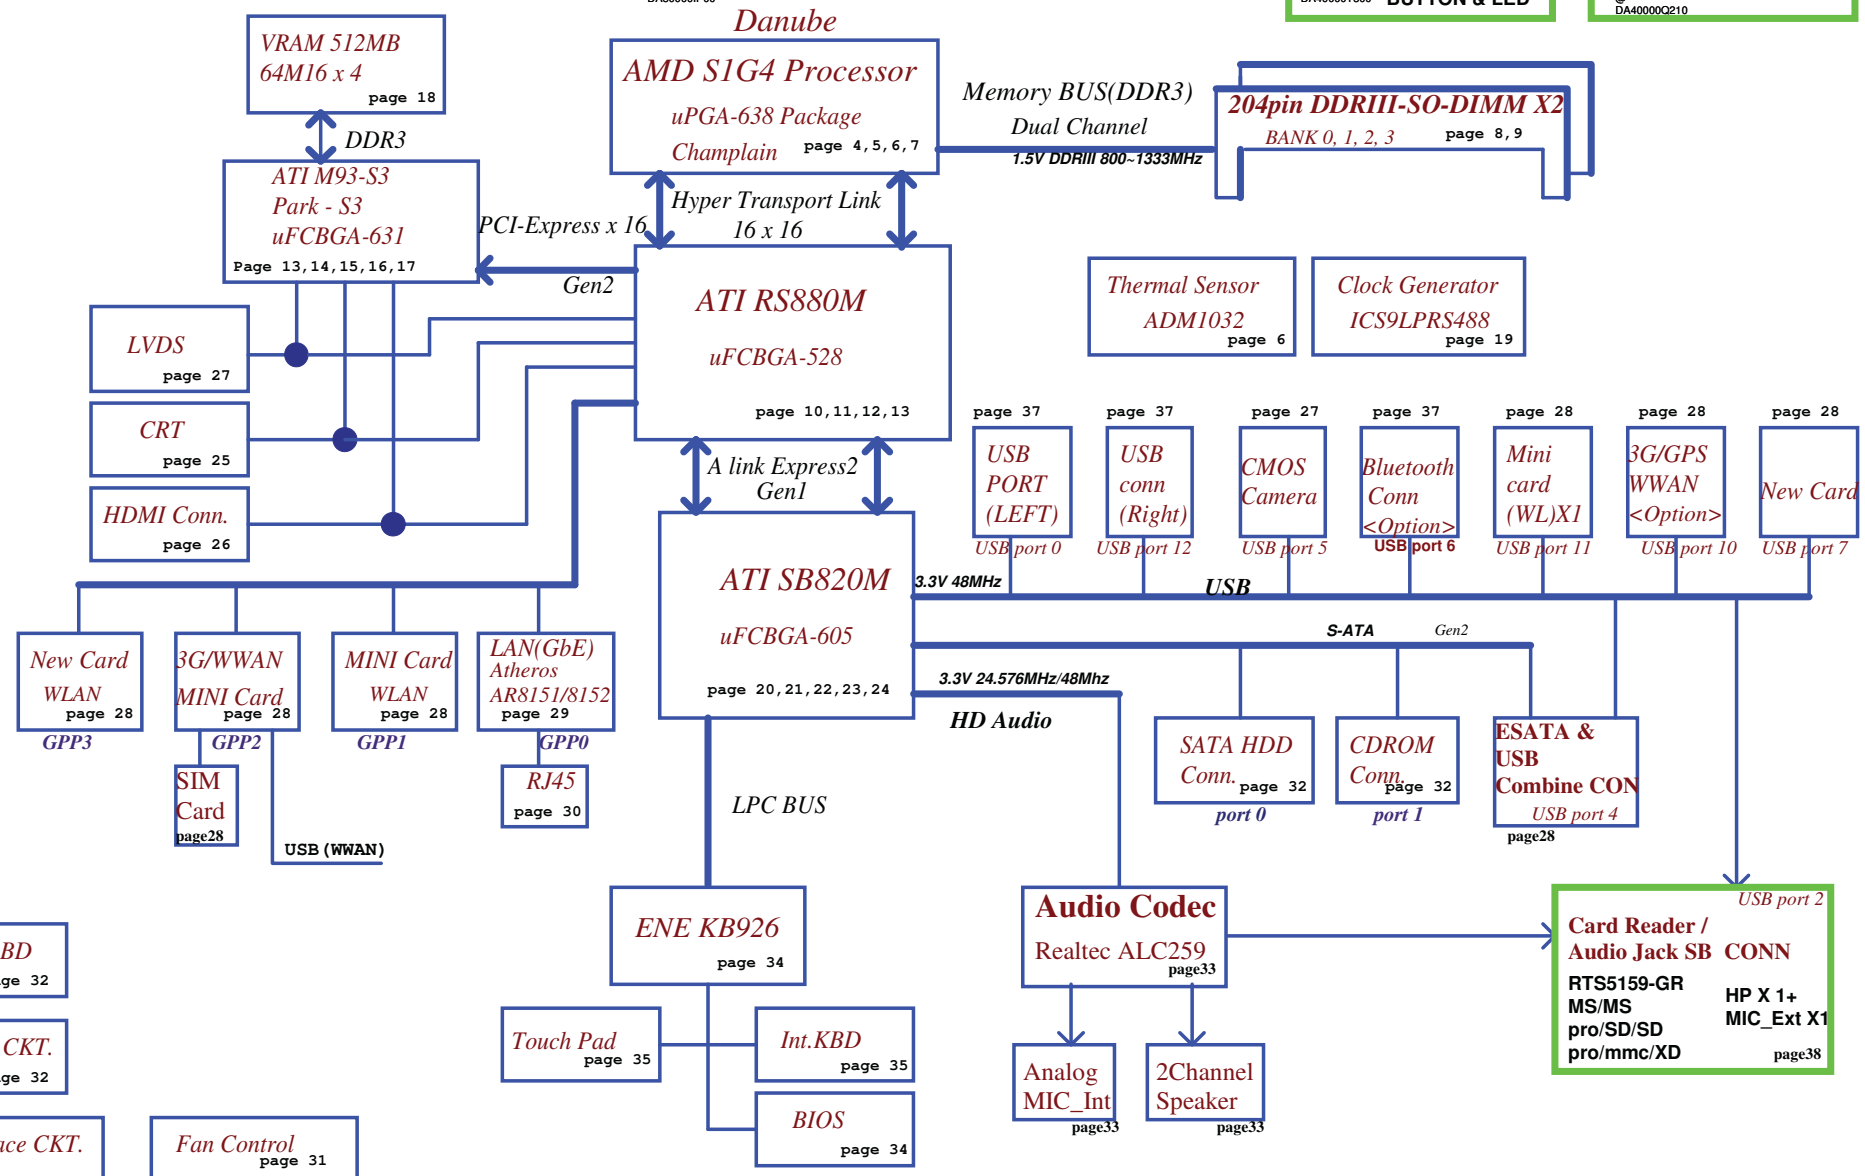 Danube
BUTTON & LED
DA40000Q210
VRAM 512MB
64M16 x 4
page 18
DDR3
ATI M93-S3
Park - S3
uFCBGA-631
Page 13,14,15,16,17
AMD S1G4 Processor
uPGA-638 Package
Champlain
page 4,5,6,7
Memory BUS(DDR3)
Dual Channel
1.5V DDRIII 800~1333MHz
204pin DDRIII-SO-DIMM X2
BANK 0, 1, 2, 3
page 8,9
Hyper Transport Link
16 x 16
PCI-Express x 16
Gen2
ATI RS880M
uFCBGA-528
page 10,11,12,13
Thermal Sensor
ADM1032
page 6
Clock Generator
ICS9LPRS488
page 19
LVDS
page 27
CRT
page 25
HDMI Conn.
page 26
A link Express2
Gen1
page 37
USB
PORT
(LEFT)
USB port 0
page 37
USB
conn
(Right)
USB port 12
page 27
CMOS
Camera
USB port 5
page 37
Bluetooth
Conn
<Option>
USB port 6
page 28
Mini
card
(WL)X1
USB port 11
page 28
3G/GPS
WWAN
<Option>
USB port 10
page 28
New Card
USB port 7
ATI SB820M
uFCBGA-605
page 20,21,22,23,24
3.3V 48MHz
USB
S-ATA
Gen2
3.3V 24.576MHz/48Mhz
HD Audio
New Card
WLAN
page 28
GPP3
3G/WWAN
MINI Card
page 28
GPP2
MINI Card
WLAN
page 28
GPP1
LAN(GbE)
Atheros
AR8151/8152
page 29
GPP0
SIM
Card
page28
USB(WWAN)
RJ45
page 30
LPC BUS
SATA HDD
Conn.
page 32
port 0
CDROM
Conn.
page 32
port 1
ESATA &
USB
Combine CON
USB port 4
page28
ENE KB926
page 34
Audio Codec
Realtec ALC259
page33
USB port 2
Card Reader /
Audio Jack SB CONN
RTS5159-GR
MS/MS
pro/SD/SD
pro/mmc/XD
HP X 1+
MIC_Ext X1
page38
BD
ge 32
CKT.
ge 32
ace CKT.
Fan Control
page 31
Touch Pad
page 35
Int.KBD
page 35
BIOS
page 34
Analog
MIC_Int
page33
2Channel
Speaker
page33